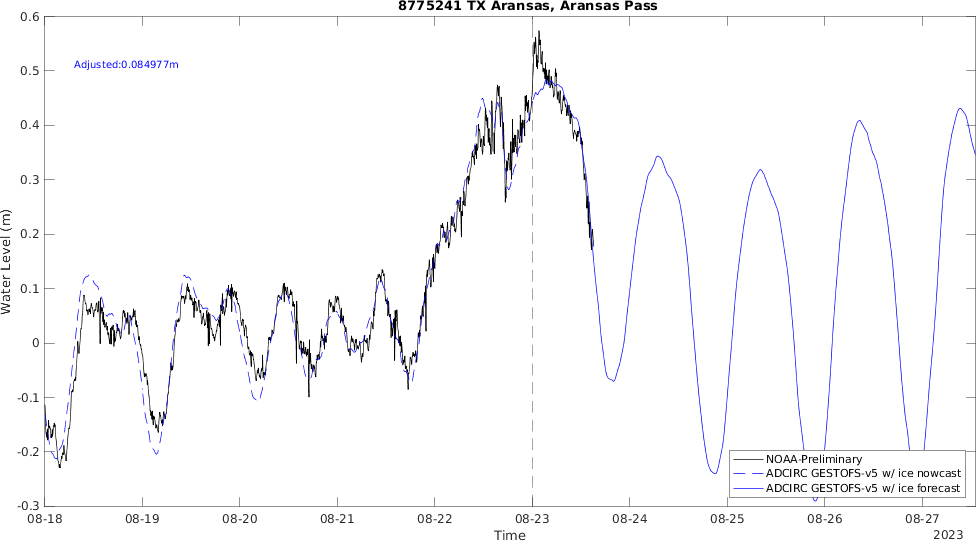 8775241 TX Aransas, Aransas Pass
Adjusted:0.084977m
0.6
0.5
0.4
0.3
0.2
0.1
0
-0.1
-0.2
-0.3
Water Level (m)
NOAA-Preliminary
ADCIRC GESTOFS-v5 w/ ice nowcast
ADCIRC GESTOFS-v5 w/ ice forecast
08-18 08-19 08-20 08-21 08-22 08-23 08-24 08-25 08-26 08-27
Time
2023